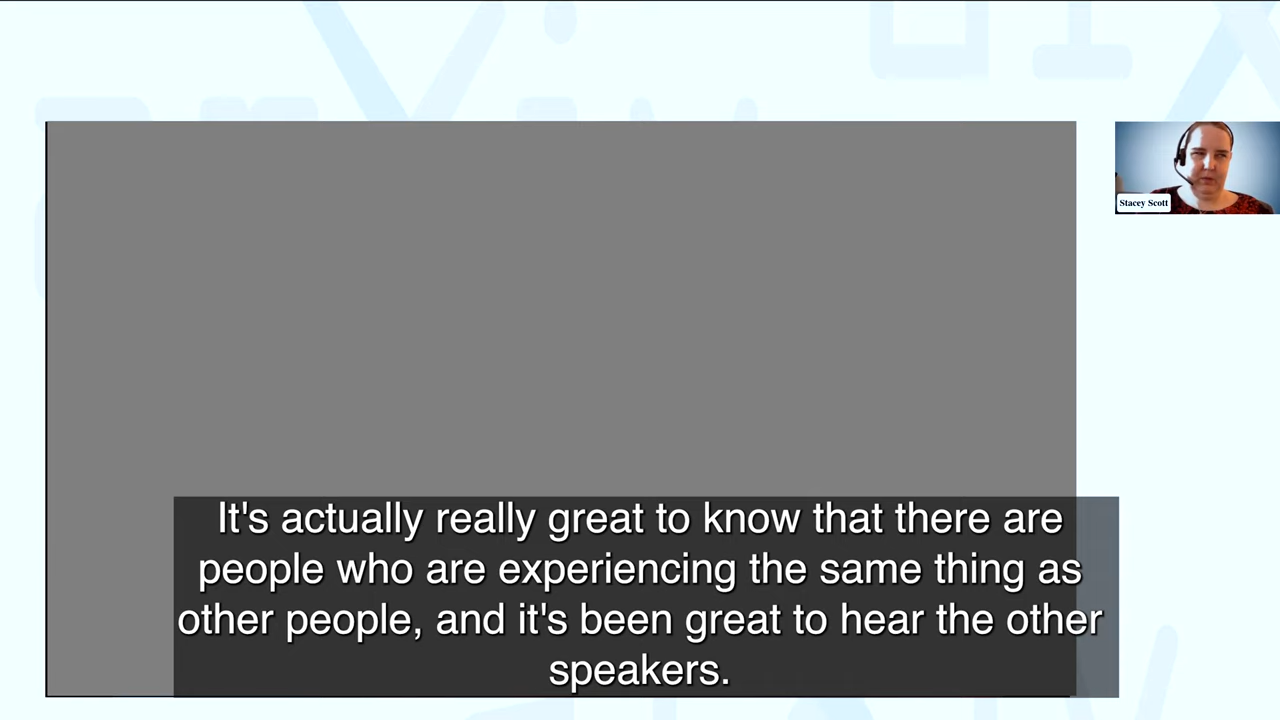 Stacey Scott
It's actually really great to know that there are
people who are experiencing the same thing as
other people, and it's been great to hear the other
speakers.